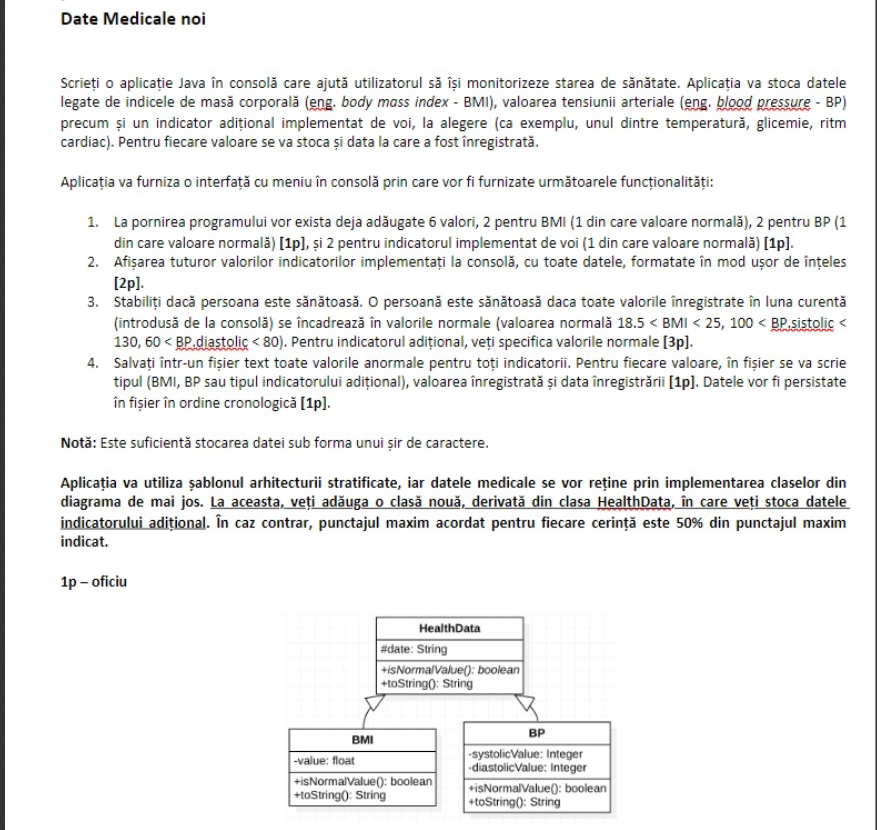 Date Medicale noi
Scrieți o aplicație Java în consolă care ajută utilizatorul să își monitorizeze starea de sănătate. Aplicația va stoca datele
legate de indicele de masă corporală (eng. body mass index - BMI), valoarea tensiunii arteriale (eng. blood pressure - BP)
precum și un indicator adițional implementat de voi, la alegere (ca exemplu, unul dintre temperatură, glicemie, ritm
cardiac). Pentru fiecare valoare se va stoca și data la care a fost înregistrată.
Aplicația va furniza o interfață cu meniu în consolă prin care vor fi furnizate următoarele funcționalități:
1. La pornirea programului vor exista deja adăugate 6 valori, 2 pentru BMI (1 din care valoare normală), 2 pentru BP (1
din care valoare normală) [1p], și 2 pentru indicatorul implementat de voi (1 din care valoare normală) [1p].
2. Afișarea tuturor valorilor indicatorilor implementați la consolă, cu toate datele, formatate în mod ușor de înțeles
[2p].
3. Stabiliți dacă persoana este sănătoasă. O persoană este sănătoasă daca toate valorile înregistrate în luna curentă
(introdusă de la consolă) se încadrează în valorile normale (valoarea normală 18.5 < BMI < 25, 100 < BP.sistolic <
130, 60 < BP.diastolic < 80). Pentru indicatorul adițional, veți specifica valorile normale [3p].
4. Salvați într-un fișier text toate valorile anormale pentru toți indicatorii. Pentru fiecare valoare, în fișier se va scrie
tipul (BMI, BP sau tipul indicatorului adițional), valoarea înregistrată și data înregistrării [1p]. Datele vor fi persistate
în fișier în ordine cronologică [1p].
Notă: Este suficientă stocarea datei sub forma unui șir de caractere.
Aplicația va utiliza șablonul arhitecturii stratificate, iar datele medicale se vor reține prin implementarea claselor din
diagrama de mai jos. La aceasta, veți adăuga o clasă nouă, derivată din clasa HealthData, în care veți stoca datele
indicatorului adițional. În caz contrar, punctajul maxim acordat pentru fiecare cerință este 50% din punctajul maxim
indicat.
1p – oficiu
HealthData
#date: String
+isNormalValue(): boolean
+toString(): String
BMI
-value: float
+isNormalValue(): boolean
+toString(): String
BP
-systolicValue: Integer
-diastolicValue: Integer
+isNormalValue(): boolean
+toString(): String